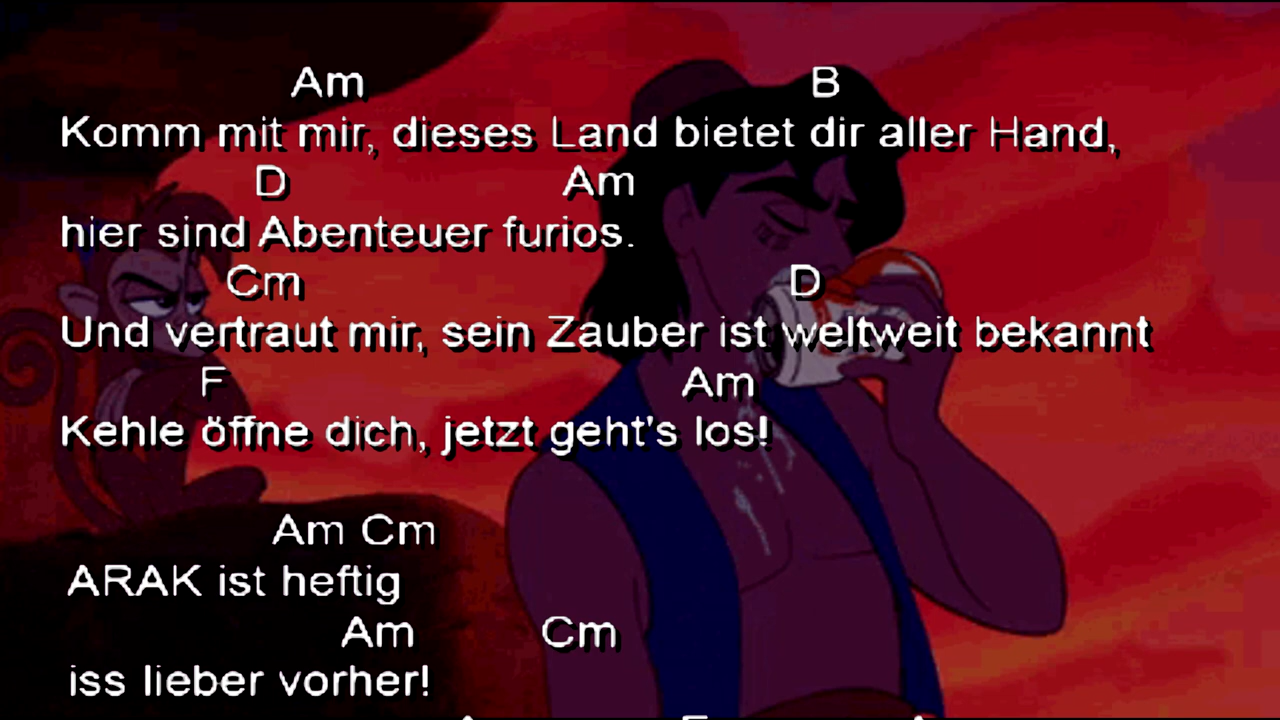 Am B
Komm mit mir, dieses Land bietet dir aller Hand,
D Am
hier sind Abenteuer furios.
Cm D
Und vertraut mir, sein Zauber ist weltweit bekannt
F Am
Kehle öffne dich, jetzt geht's los!
Am Cm
ARAK ist heftig
Am Cm
iss lieber vorher!